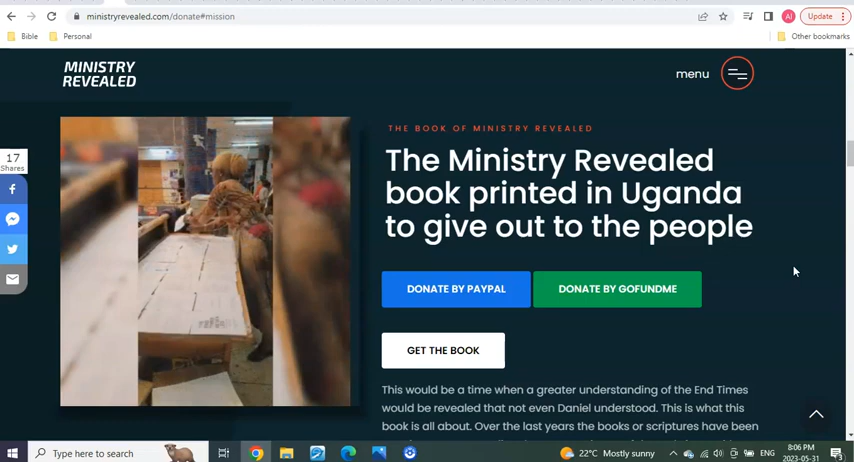 ministryrevealed.com/donate#mission
AI
Update
Bible
Personal
Other bookmarks
MINISTRY
REVEALED
menu
17
Shares
THE BOOK OF MINISTRY REVEALED
The Ministry Revealed
book printed in Uganda
to give out to the people
DONATE BY PAYPAL
DONATE BY GOFUNDME
GET THE BOOK
This would be a time when a greater understanding of the End Times
would be revealed that not even Daniel understood. This is what this
book is all about. Over the last years the books or scriptures have been
Type here to search
22°C Mostly sunny
ENG
8:06 PM
2023-05-31
3